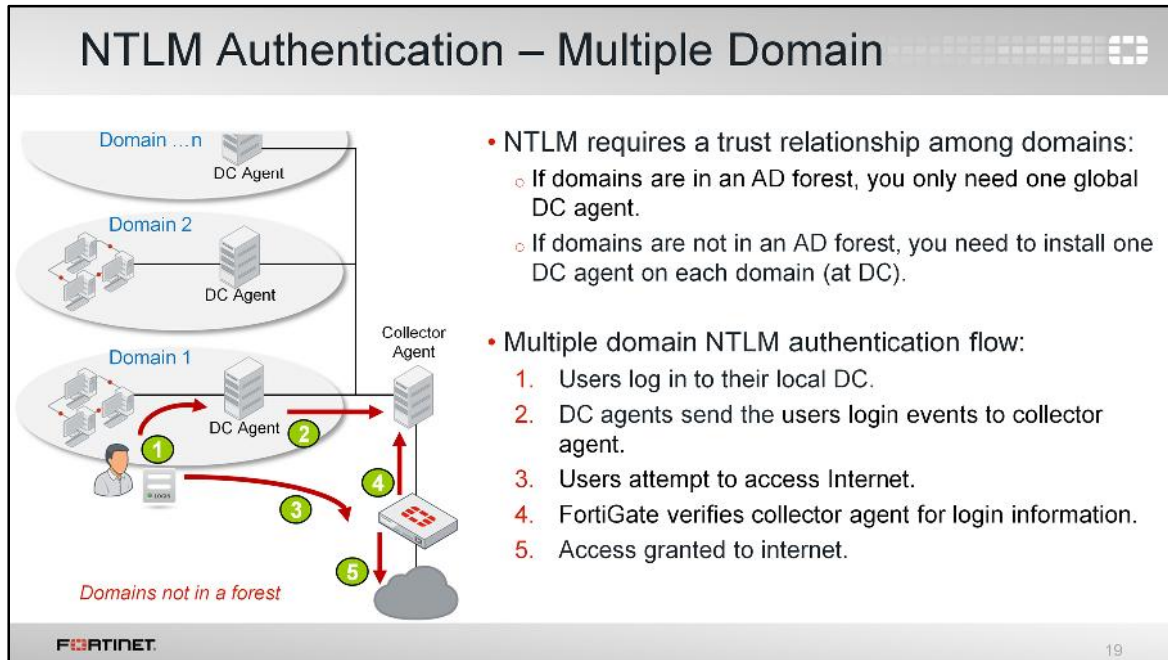 NTLM Authentication – Multiple Domain
Domain ...n
DC Agent
Domain 2
DC Agent
Domain 1
DC Agent
Collector
Agent
1
2
3
4
5
LOGIN
Domains not in a forest
• NTLM requires a trust relationship among domains:
o If domains are in an AD forest, you only need one global
DC agent.
o If domains are not in an AD forest, you need to install one
DC agent on each domain (at DC).
• Multiple domain NTLM authentication flow:
1. Users log in to their local DC.
2. DC agents send the users login events to collector
agent.
3. Users attempt to access Internet.
4. FortiGate verifies collector agent for login information.
5. Access granted to internet.
FORTINET.
19